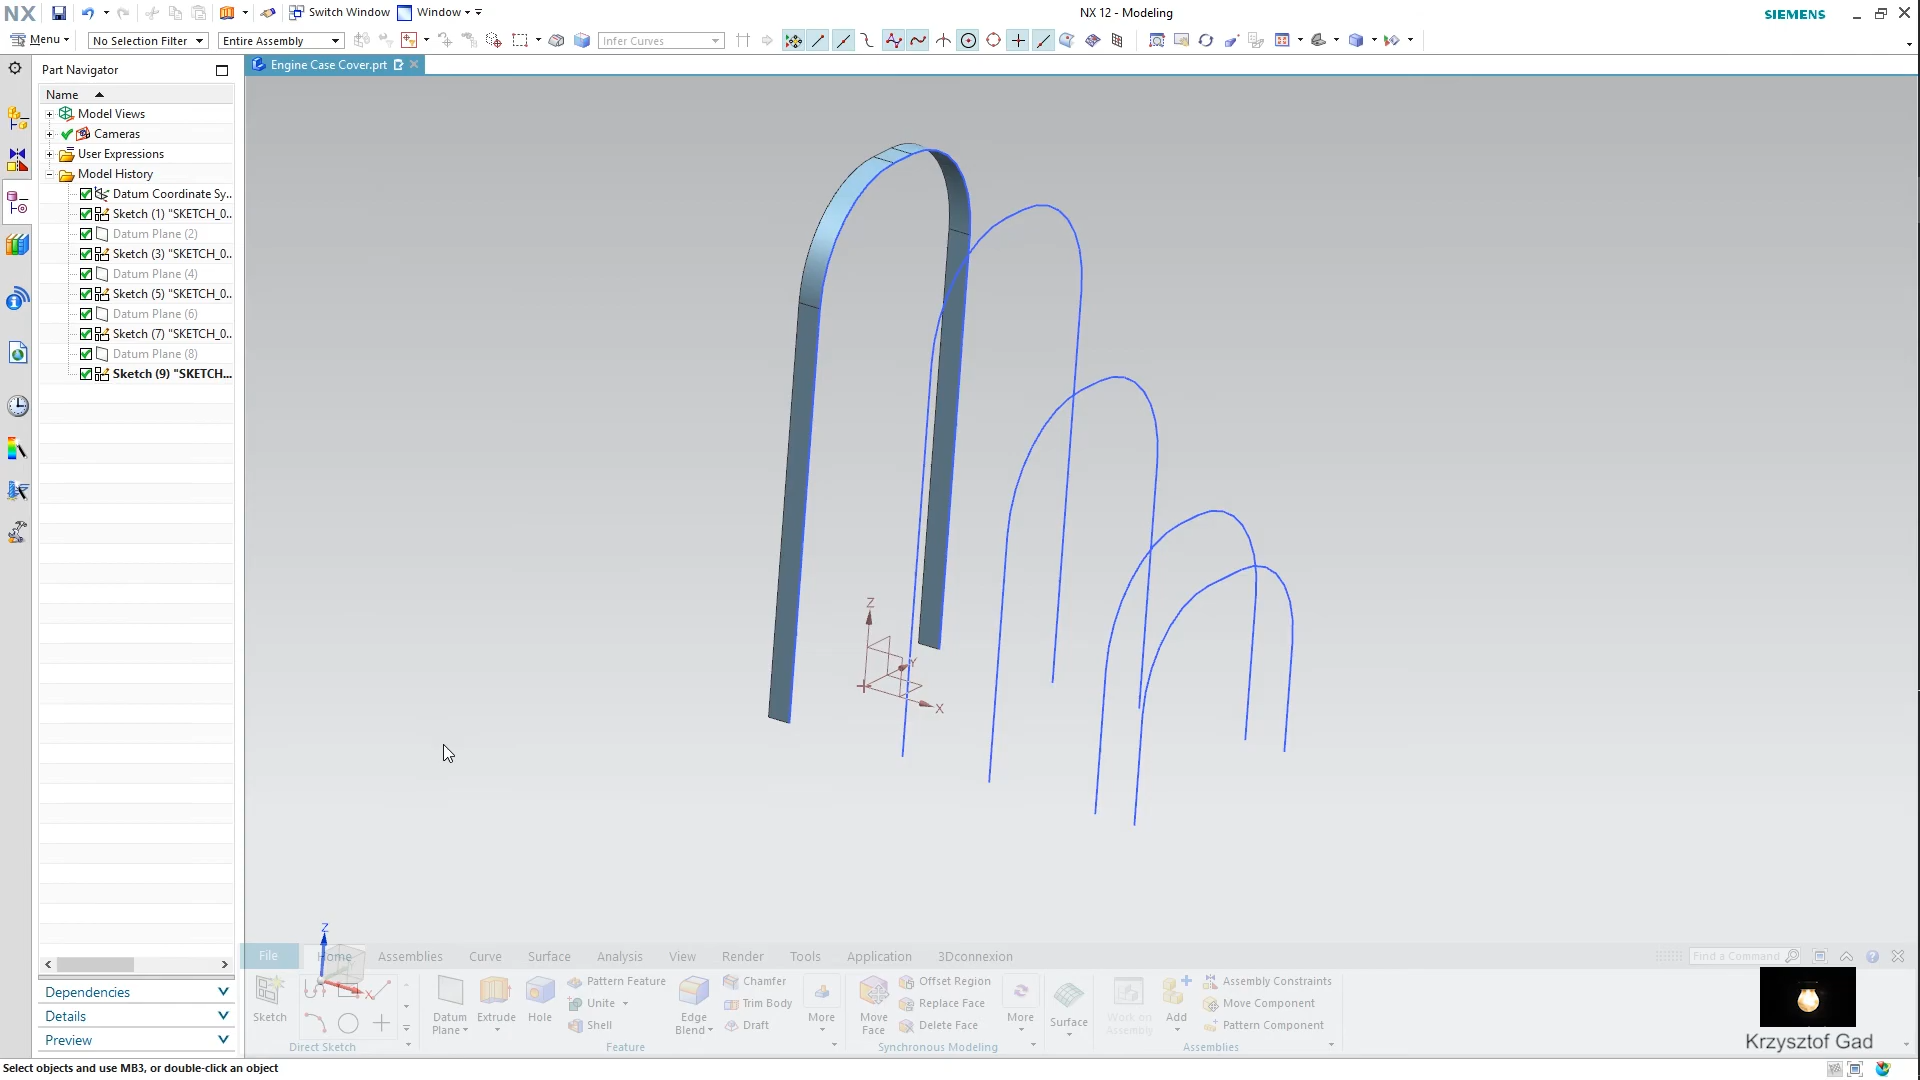 NX
Switch Window
Window
NX 12 - Modeling
SIEMENS
Menu
No Selection Filter
Entire Assembly
Infer Curves
Part Navigator
Engine Case Cover.prt
Name
Model Views
Cameras
User Expressions
Model History
Datum Coordinate Sy..
Sketch (1) "SKETCH_0..
Datum Plane (2)
Sketch (3) "SKETCH_0..
Datum Plane (4)
Sketch (5) "SKETCH_0..
Datum Plane (6)
Sketch (7) "SKETCH_0..
Datum Plane (8)
Sketch (9) "SKETCH...
Z
Y
X
Z
X
File
Home
Assemblies
Curve
Surface
Analysis
View
Render
Tools
Application
3Dconnexion
Find a Command
Sketch
Direct Sketch
Datum Plane
Extrude
Hole
Pattern Feature
Unite
Shell
Edge Blend
Chamfer
Trim Body
Draft
More
Feature
Move Face
Offset Region
Replace Face
Delete Face
More
Synchronous Modeling
Surface
Work on Assembly
Add
Assembly Constraints
Move Component
Pattern Component
Assemblies
Dependencies
Details
Preview
Krzysztof Gad
Select objects and use MB3, or double-click an object